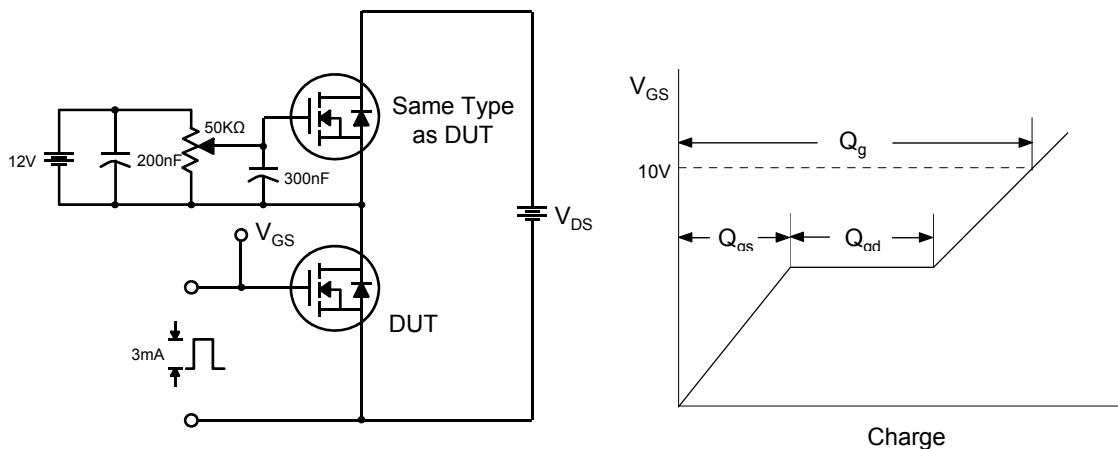 Same Type
as DUT
50KΩ
12V
200nF
300nF
V_GS
V_DS
DUT
3mA
V_GS
Q_g
10V
Q_gs
Q_gd
Charge